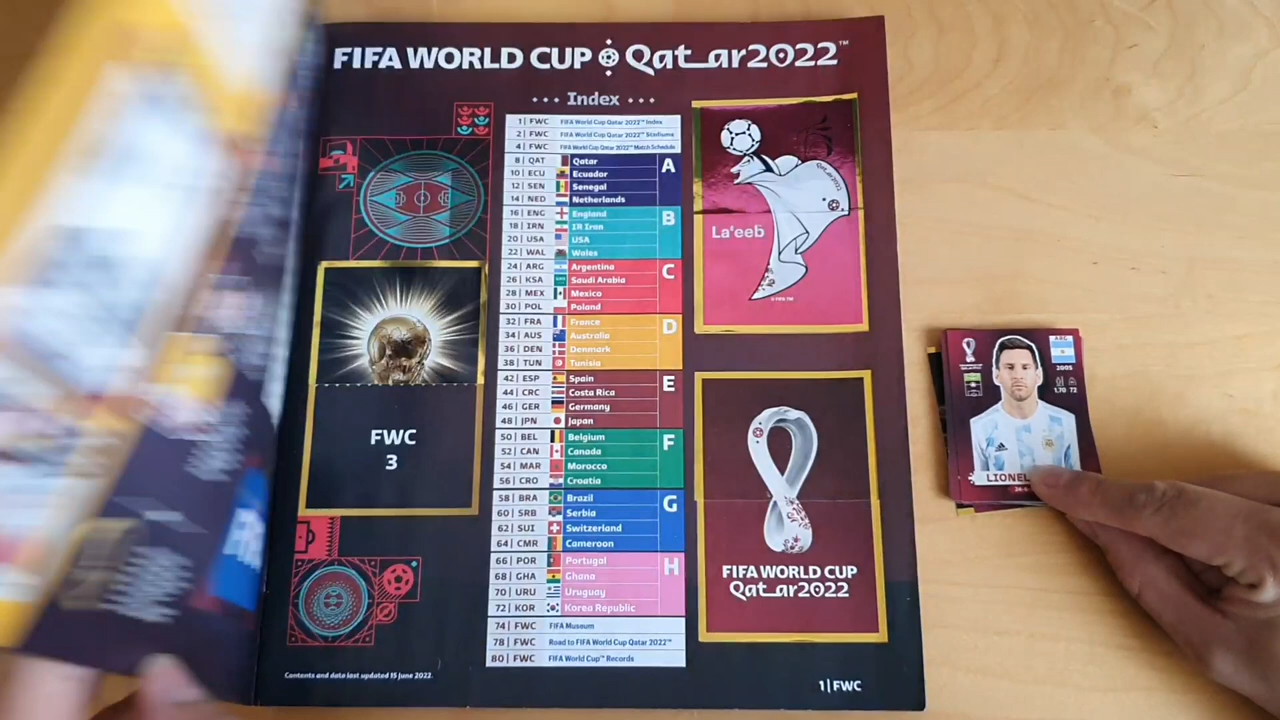 FIFA WORLD CUP Qatar2022™
Index
1 | FWC FIFA World Cup Qatar 2022™ Index
2 | FWC FIFA World Cup Qatar 2022™ Stadiums
4 | FWC FIFA World Cup Qatar 2022™ Match Schedule
A
8 | QAT Qatar
10 | ECU Ecuador
12 | SEN Senegal
14 | NED Netherlands
B
16 | ENG England
18 | IRN IR Iran
20 | USA USA
22 | WAL Wales
C
24 | ARG Argentina
26 | KSA Saudi Arabia
28 | MEX Mexico
30 | POL Poland
D
32 | FRA France
34 | AUS Australia
36 | DEN Denmark
38 | TUN Tunisia
E
42 | ESP Spain
44 | CRC Costa Rica
46 | GER Germany
48 | JPN Japan
F
50 | BEL Belgium
52 | CAN Canada
54 | MAR Morocco
56 | CRO Croatia
G
58 | BRA Brazil
60 | SRB Serbia
62 | SUI Switzerland
64 | CMR Cameroon
H
66 | POR Portugal
68 | GHA Ghana
70 | URU Uruguay
72 | KOR Korea Republic
74 | FWC FIFA Museum
78 | FWC Road to FIFA World Cup Qatar 2022™
80 | FWC FIFA World Cup™ Records
FWC
3
Contents and data last updated 15 June 2022
Qatar2022
La'eeb
© FIFA TM
FIFA WORLD CUP
Qatar2022
1 | FWC
ARG
2005
1,70 72
LIONEL